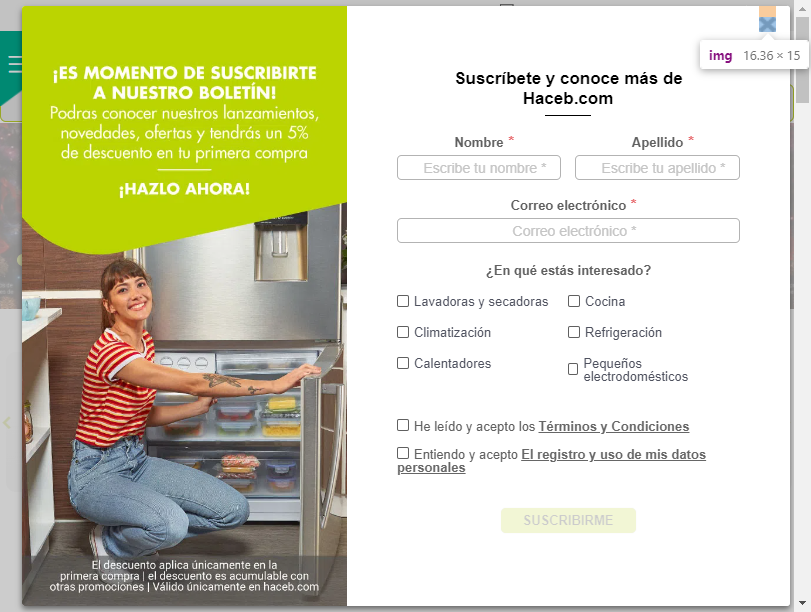 ¡ES MOMENTO DE SUSCRIBIRTE
A NUESTRO BOLETÍN!
Podras conocer nuestros lanzamientos,
novedades, ofertas y tendrás un 5%
de descuento en tu primera compra
¡HAZLO AHORA!
El descuento aplica únicamente en la
primera compra | el descuento es acumulable con
otras promociones | Válido únicamente en haceb.com
img 16.36 × 15
Suscríbete y conoce más de
Haceb.com
Nombre * Apellido *
Escribe tu nombre * Escribe tu apellido *
Correo electrónico *
Correo electrónico *
¿En qué estás interesado?
Lavadoras y secadoras Cocina
Climatización Refrigeración
Calentadores Pequeños
electrodomésticos
He leído y acepto los Términos y Condiciones
Entiendo y acepto El registro y uso de mis datos
personales
SUSCRIBIRME